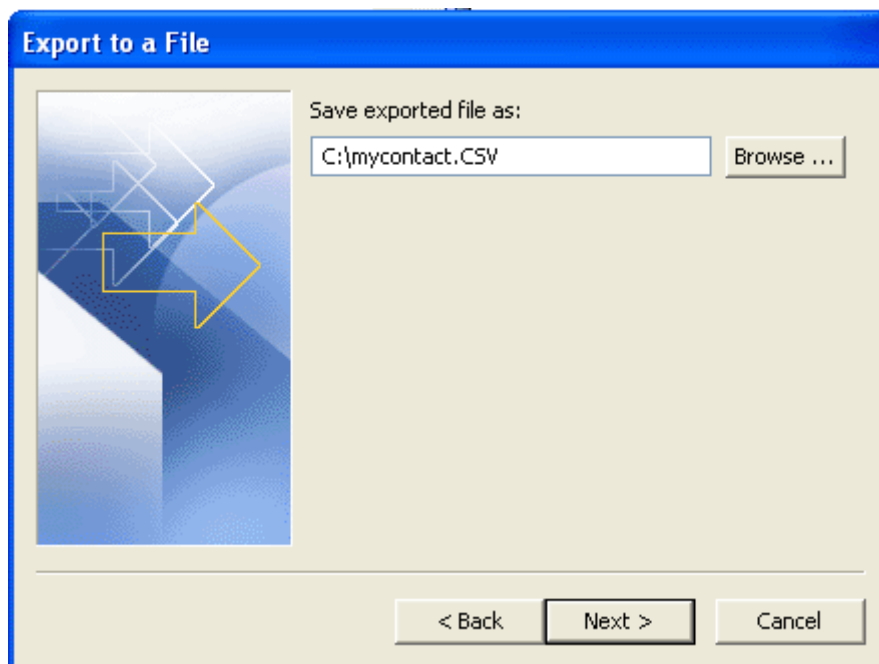 Export to a File
Save exported file as:
C:\mycontact.CSV
Browse ...
< Back
Next >
Cancel